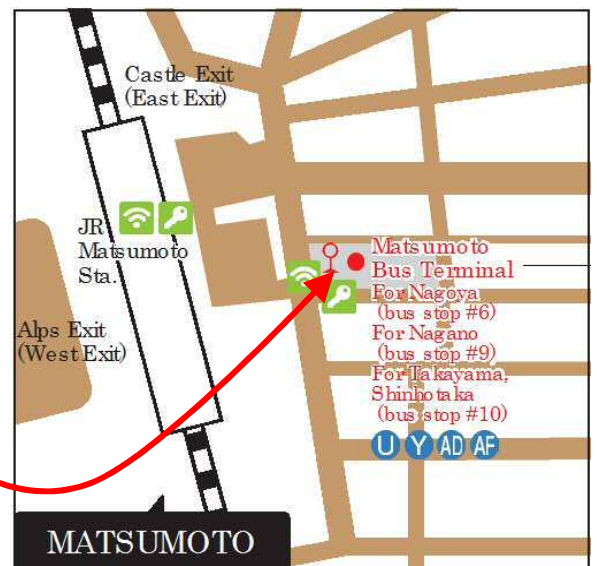 Castle Exit
(East Exit)
JR
Matsumoto
Sta.
Alps Exit
(West Exit)
Matsumoto
Bus Terminal
For Nagoya
(bus stop #6)
For Nagano
(bus stop #9)
For Takayama,
Shinhotaka
(bus stop #10)
U Y AD AF
MATSUMOTO